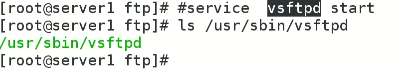 [root@server1 ftp]# #service  vsftpd start
[root@server1 ftp]# ls /usr/sbin/vsftpd
/usr/sbin/vsftpd
[root@server1 ftp]#